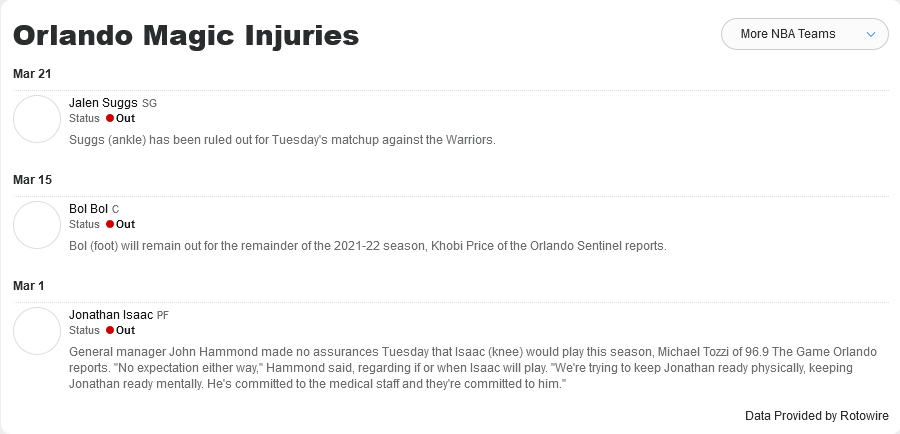 Orlando Magic Injuries
More NBA Teams
Mar 21
Jalen Suggs SG
Status Out
Suggs (ankle) has been ruled out for Tuesday's matchup against the Warriors.
Mar 15
Bol Bol C
Status Out
Bol (foot) will remain out for the remainder of the 2021-22 season, Khobi Price of the Orlando Sentinel reports.
Mar 1
Jonathan Isaac PF
Status Out
General manager John Hammond made no assurances Tuesday that Isaac (knee) would play this season, Michael Tozzi of 96.9 The Game Orlando
reports. "No expectation either way," Hammond said, regarding if or when Isaac will play. "We're trying to keep Jonathan ready physically, keeping
Jonathan ready mentally. He's committed to the medical staff and they're committed to him."
Data Provided by Rotowire